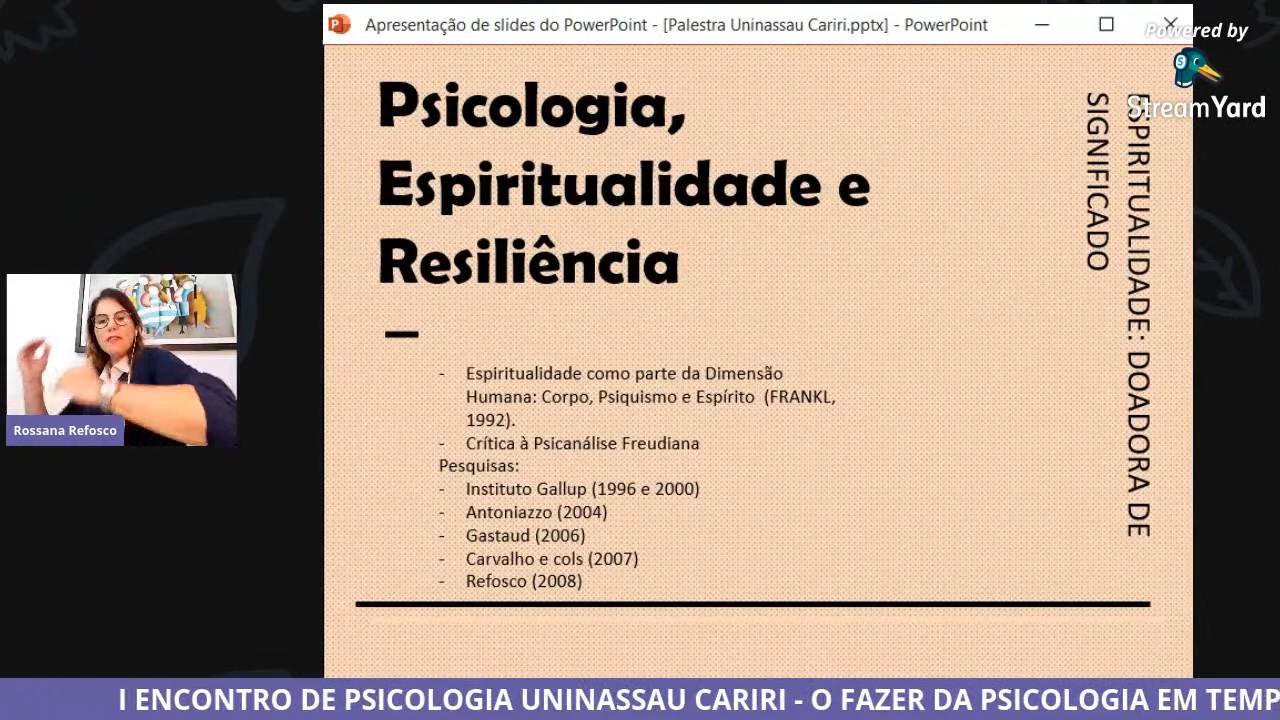 Apresentação de slides do PowerPoint - [Palestra Uninassau Cariri.pptx] - PowerPoint
Powered by
StreamYard
Psicologia,
Espiritualidade e
Resiliência
ESPIRITUALIDADE: DOADORA DE
SIGNIFICADO
- Espiritualidade como parte da Dimensão
Humana: Corpo, Psiquismo e Espírito (FRANKL,
1992).
- Crítica à Psicanálise Freudiana
Pesquisas:
- Instituto Gallup (1996 e 2000)
- Antoniazzo (2004)
- Gastaud (2006)
- Carvalho e cols (2007)
- Refosco (2008)
Rossana Refosco
I ENCONTRO DE PSICOLOGIA UNINASSAU CARIRI - O FAZER DA PSICOLOGIA EM TEMP